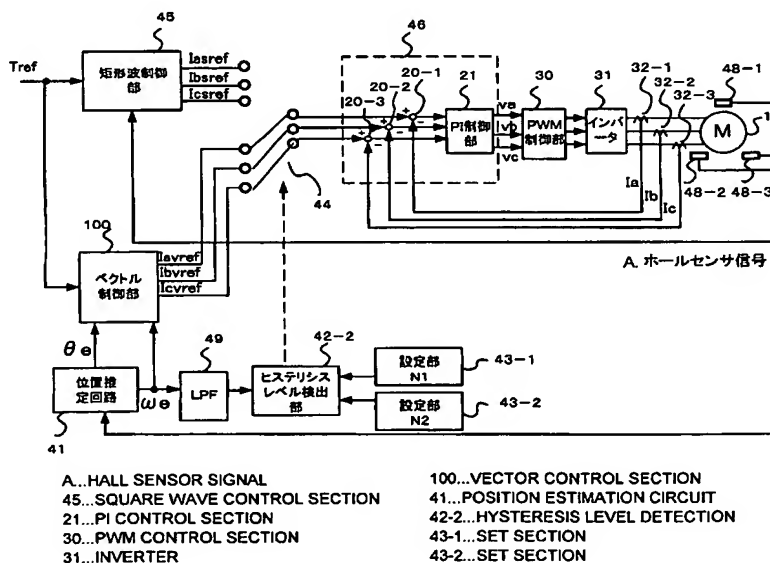 45
46
Tref
矩形波制御
部
Iasref
Ibsref
Icsref
20-1
20-2
20-3
21
PI制御
部
va
vb
vc
30
PWM
制御部
31
インバ
ータ
32-1
32-2
32-3
48-1
M
1
48-2
48-3
Ia
Ib
Ic
44
A. ホールセンサ信号
100
ベクトル
制御部
Iavref
Ibvref
Icvref
θe
ωe
位置推
定回路
41
49
LPF
42-2
ヒステリシス
レベル検出
部
設定部
N1
43-1
設定部
N2
43-2
A...HALL SENSOR SIGNAL
45...SQUARE WAVE CONTROL SECTION
21...PI CONTROL SECTION
30...PWM CONTROL SECTION
31...INVERTER
100...VECTOR CONTROL SECTION
41...POSITION ESTIMATION CIRCUIT
42-2...HYSTERESIS LEVEL DETECTION
43-1...SET SECTION
43-2...SET SECTION